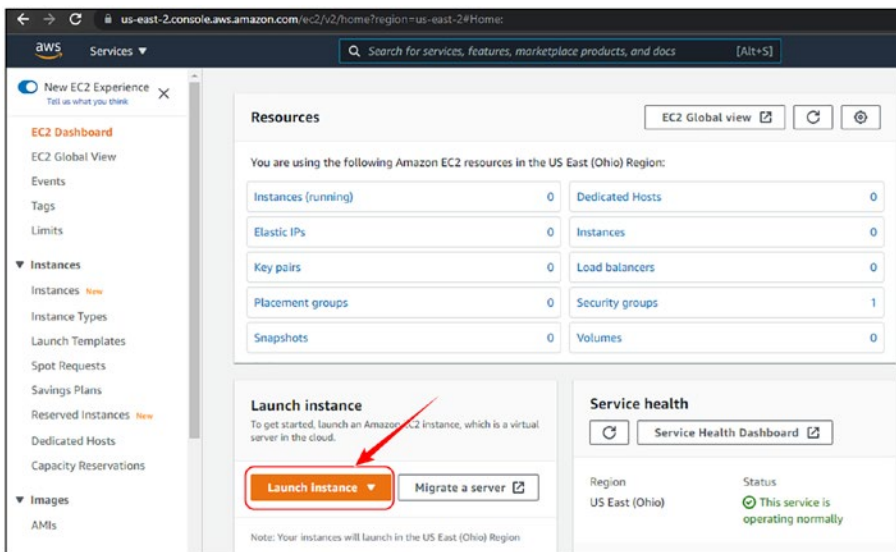 us-east-2.console.aws.amazon.com/ec2/v2/home?region=us-east-2#Home:
aws
Services ▼
Search for services, features, marketplace products, and docs
[Alt+S]
New EC2 Experience
Tell us what you think
EC2 Dashboard
EC2 Global View
Events
Tags
Limits
Instances
Instances New
Instance Types
Launch Templates
Spot Requests
Savings Plans
Reserved Instances New
Dedicated Hosts
Capacity Reservations
Images
AMIs
Resources
EC2 Global view
You are using the following Amazon EC2 resources in the US East (Ohio) Region:
Instances (running) 0
Dedicated Hosts 0
Elastic IPs 0
Instances 0
Key pairs 0
Load balancers 0
Placement groups 0
Security groups 1
Snapshots 0
Volumes 0
Launch instance
To get started, launch an Amazon EC2 instance, which is a virtual
server in the cloud.
Launch instance ▼
Migrate a server
Note: Your instances will launch in the US East (Ohio) Region
Service health
Service Health Dashboard
Region
US East (Ohio)
Status
This service is
operating normally